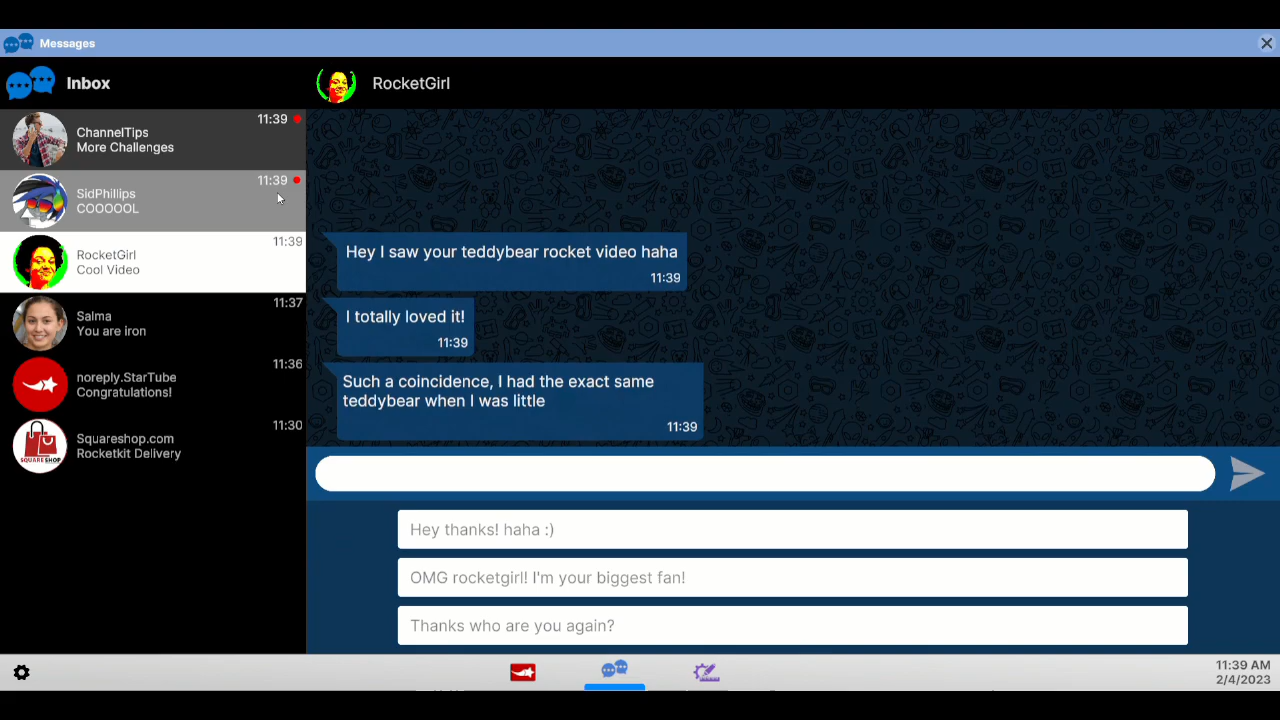 Messages
Inbox
ChannelTips
11:39
More Challenges
SidPhillips
11:39
COOOOOL
RocketGirl
11:39
Cool Video
Salma
11:37
You are iron
noreply.StarTube
11:36
Congratulations!
Squareshop.com
11:30
Rocketkit Delivery
SQUARE SHOP
RocketGirl
Hey I saw your teddybear rocket video haha
11:39
I totally loved it!
11:39
Such a coincidence, I had the exact same
teddybear when I was little
11:39
Hey thanks! haha :)
OMG rocketgirl! I'm your biggest fan!
Thanks who are you again?
11:39 AM
2/4/2023